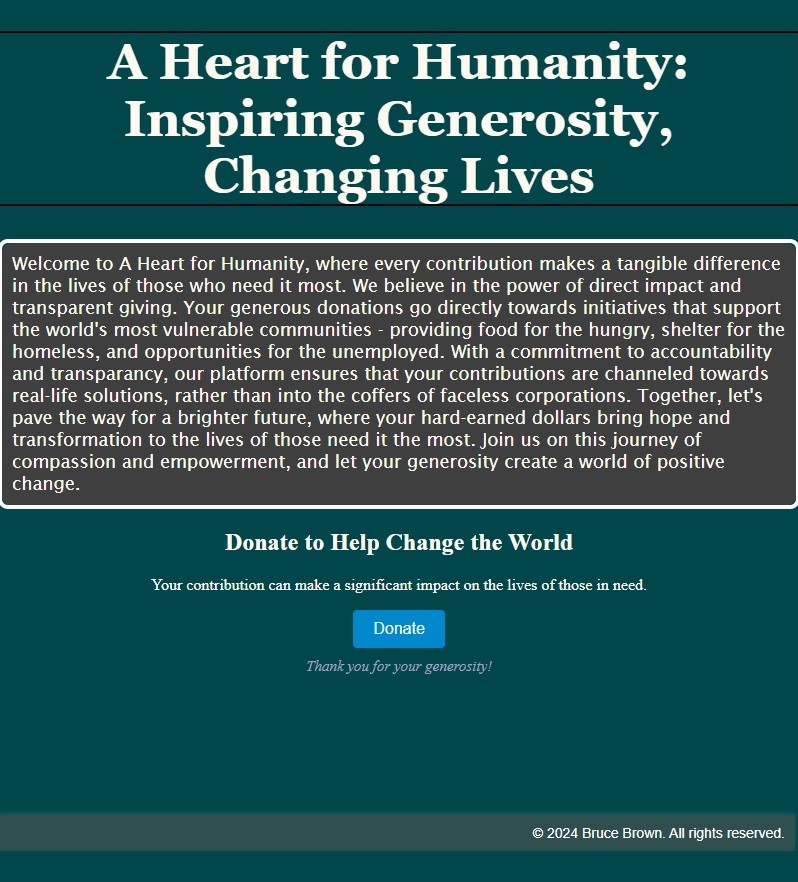 A Heart for Humanity:
Inspiring Generosity,
Changing Lives
Welcome to A Heart for Humanity, where every contribution makes a tangible difference
in the lives of those who need it most. We believe in the power of direct impact and
transparent giving. Your generous donations go directly towards initiatives that support
the world's most vulnerable communities - providing food for the hungry, shelter for the
homeless, and opportunities for the unemployed. With a commitment to accountability
and transparancy, our platform ensures that your contributions are channeled towards
real-life solutions, rather than into the coffers of faceless corporations. Together, let's
pave the way for a brighter future, where your hard-earned dollars bring hope and
transformation to the lives of those need it the most. Join us on this journey of
compassion and empowerment, and let your generosity create a world of positive
change.
Donate to Help Change the World
Your contribution can make a significant impact on the lives of those in need.
Donate
Thank you for your generosity!
© 2024 Bruce Brown. All rights reserved.